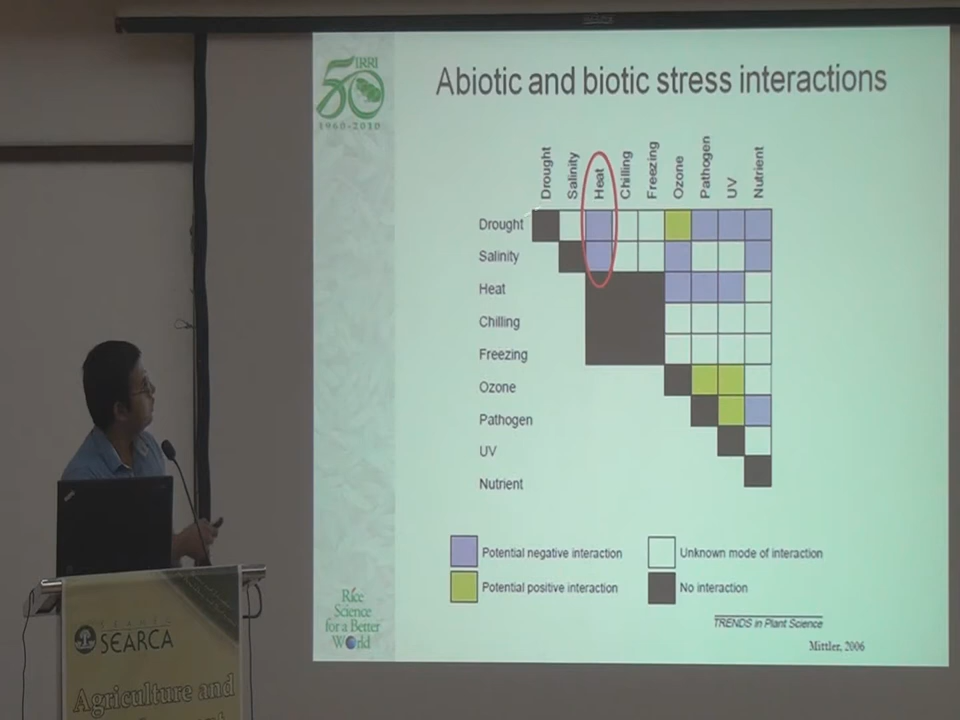 IRRI
50
1960-2010
Abiotic and biotic stress interactions
Drought
Salinity
Heat
Chilling
Freezing
Ozone
Pathogen
UV
Nutrient
Drought
Salinity
Heat
Chilling
Freezing
Ozone
Pathogen
UV
Nutrient
Potential negative interaction
Unknown mode of interaction
Potential positive interaction
No interaction
TRENDS in Plant Science
Mittler, 2006
Rice
Science
for a Better
World
SEARCA
Agriculture and